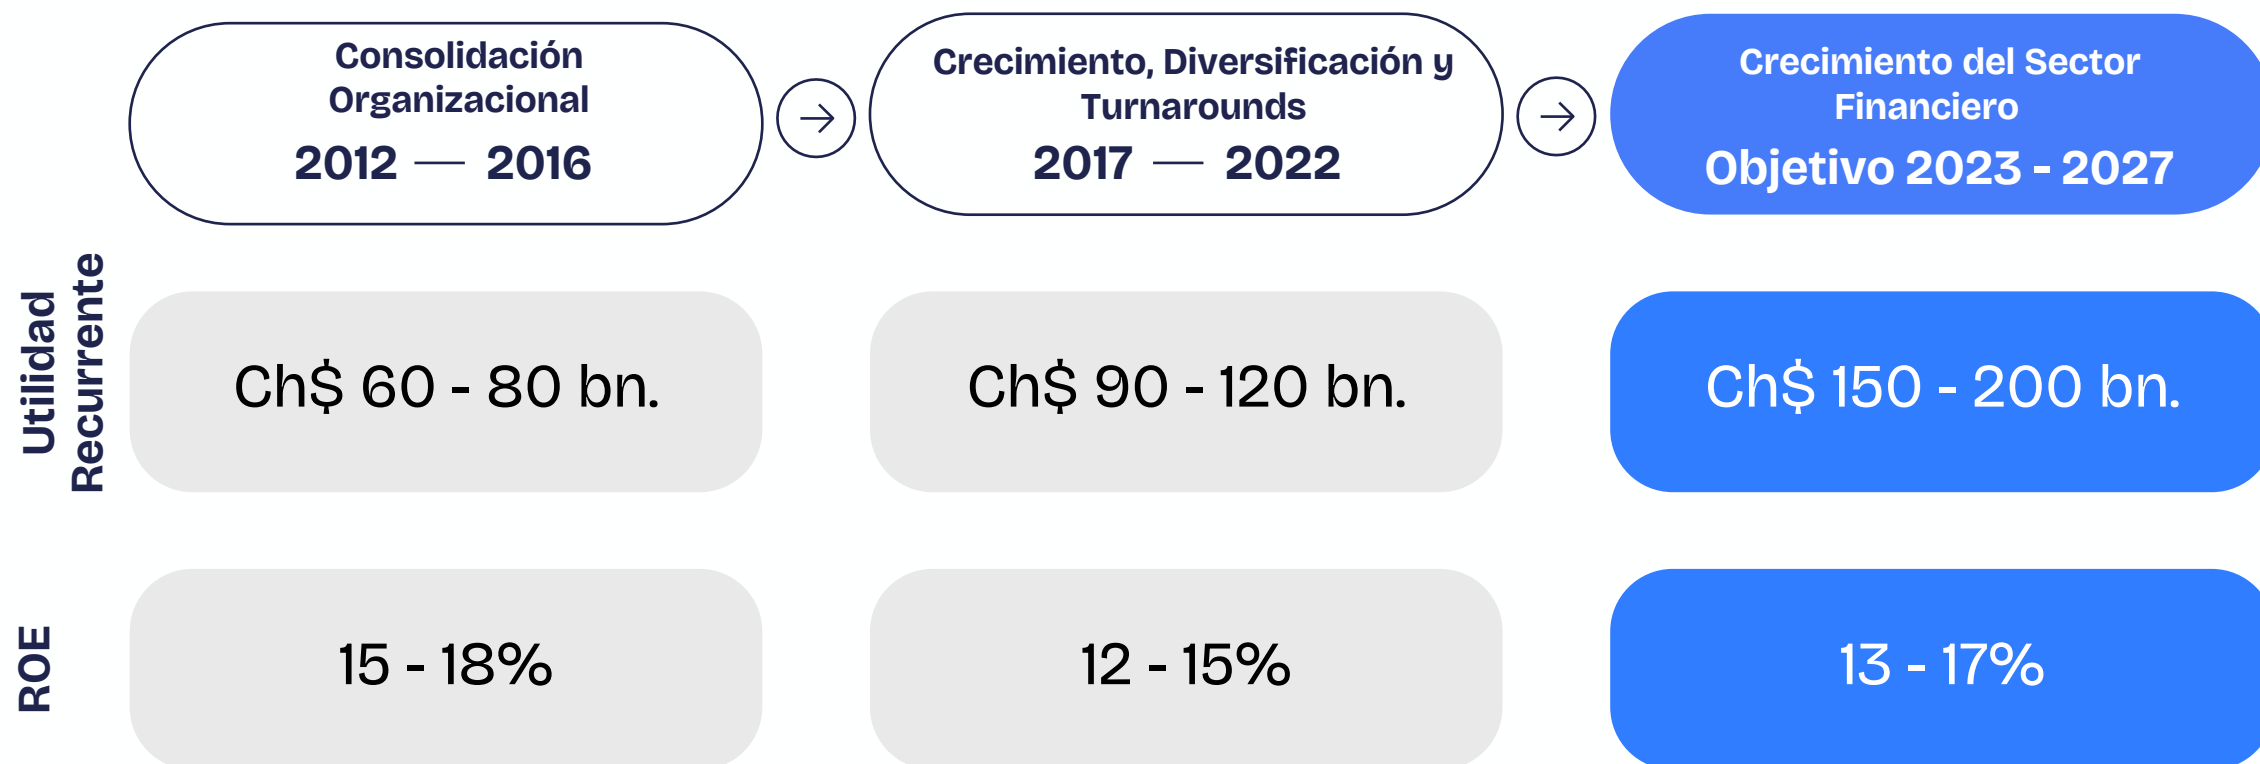 Consolidación
Organizacional
2012 — 2016
Crecimiento, Diversificación y
Turnarounds
2017 — 2022
Crecimiento del Sector
Financiero
Objetivo 2023 - 2027
Utilidad
Recurrente
Ch$ 60 - 80 bn.
Ch$ 90 - 120 bn.
Ch$ 150 - 200 bn.
ROE
15 - 18%
12 - 15%
13 - 17%